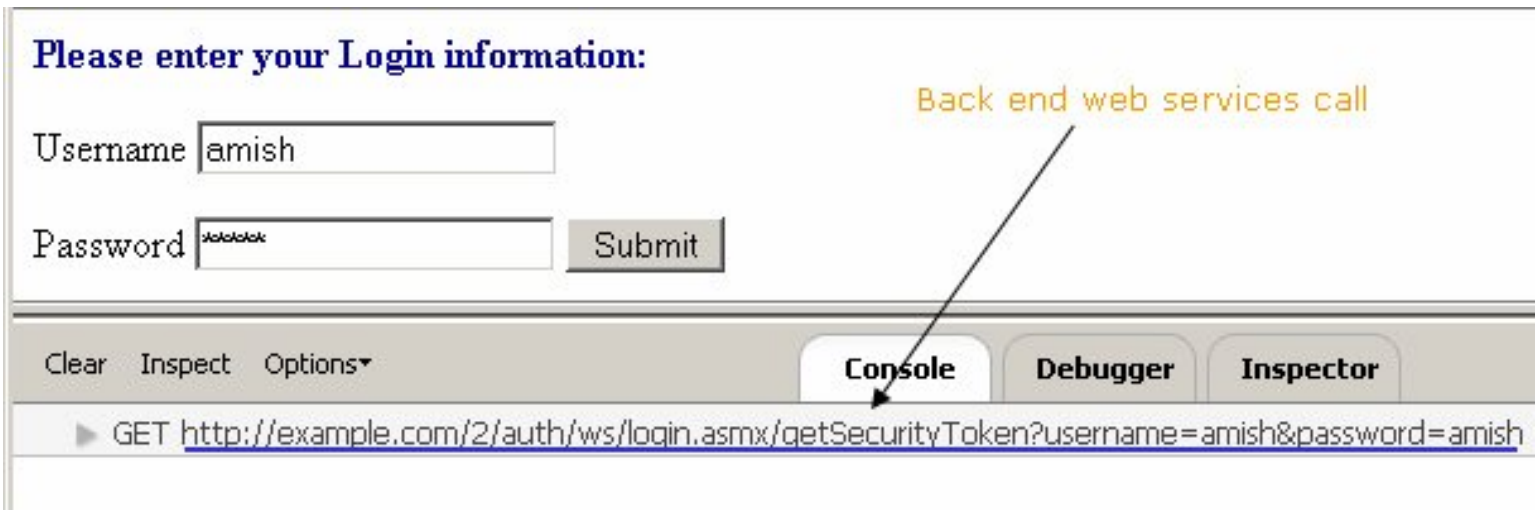 Please enter your Login information:
Back end web services call
Username amish
Password ****** Submit
Clear Inspect Options Console Debugger Inspector
GET http://example.com/2/auth/ws/login.asmx/getSecurityToken?username=amish&password=amish